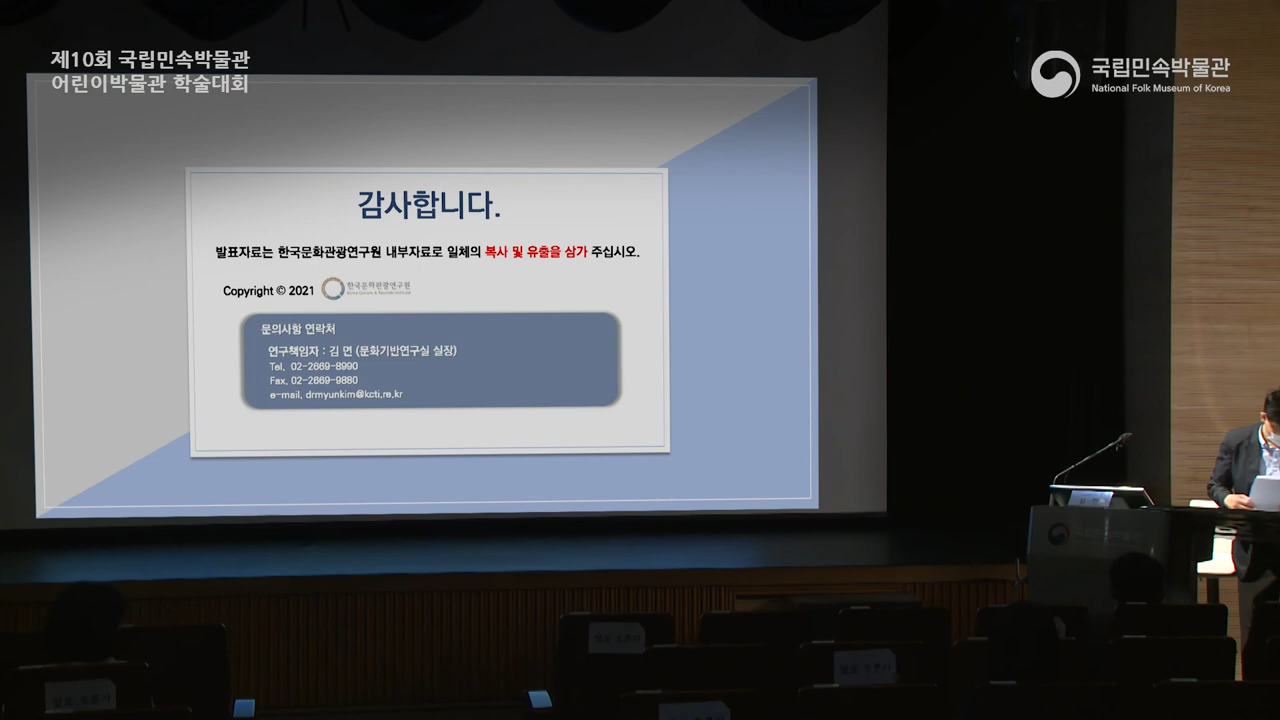 제10회 국립민속박물관
어린이박물관 학술대회
국립민속박물관
National Folk Museum of Korea
감사합니다.
발표자료는 한국문화관광연구원 내부자료로 일체의 복사 및 유출을 삼가 주십시오.
Copyright © 2021 한국문화관광연구원
문의사항 연락처
연구책임자 : 김 면 (문화기반연구실 실장)
Tel. 02-2669-8990
Fax. 02-2669-9880
e-mail. drmyunkim@kcti.re.kr